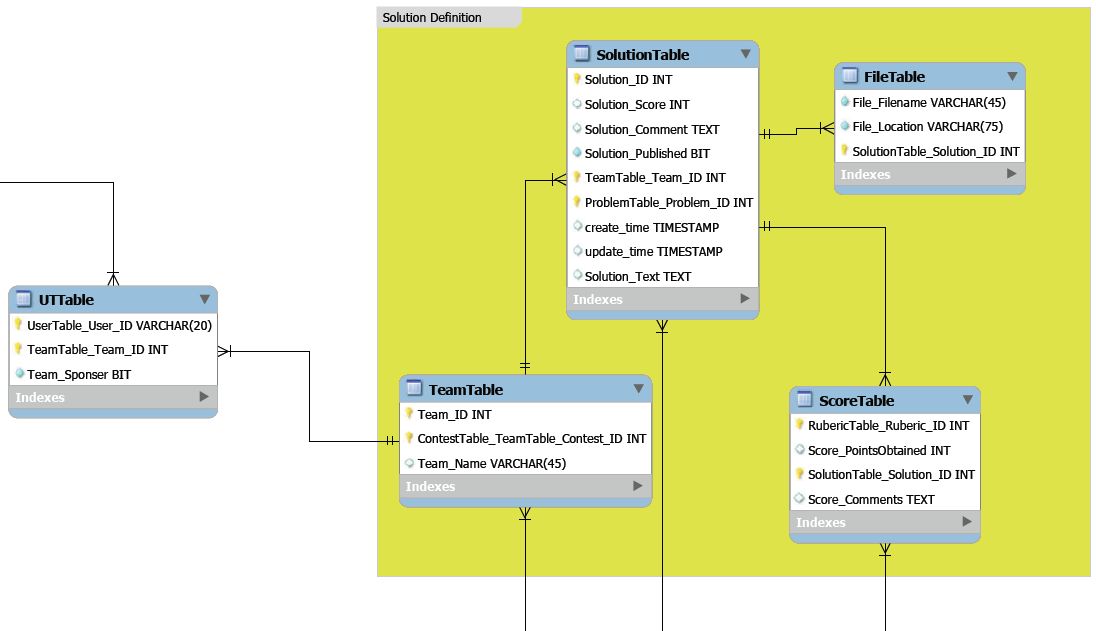 Solution Definition
SolutionTable
Solution_ID INT
Solution_Score INT
Solution_Comment TEXT
Solution_Published BIT
TeamTable_Team_ID INT
ProblemTable_Problem_ID INT
create_time TIMESTAMP
update_time TIMESTAMP
Solution_Text TEXT
Indexes
FileTable
File_Filename VARCHAR(45)
File_Location VARCHAR(75)
SolutionTable_Solution_ID INT
Indexes
UTTable
UserTable_User_ID VARCHAR(20)
TeamTable_Team_ID INT
Team_Sponser BIT
Indexes
TeamTable
Team_ID INT
ContestTable_TeamTable_Contest_ID INT
Team_Name VARCHAR(45)
Indexes
ScoreTable
RubericTable_Ruberic_ID INT
Score_PointsObtained INT
SolutionTable_Solution_ID INT
Score_Comments TEXT
Indexes